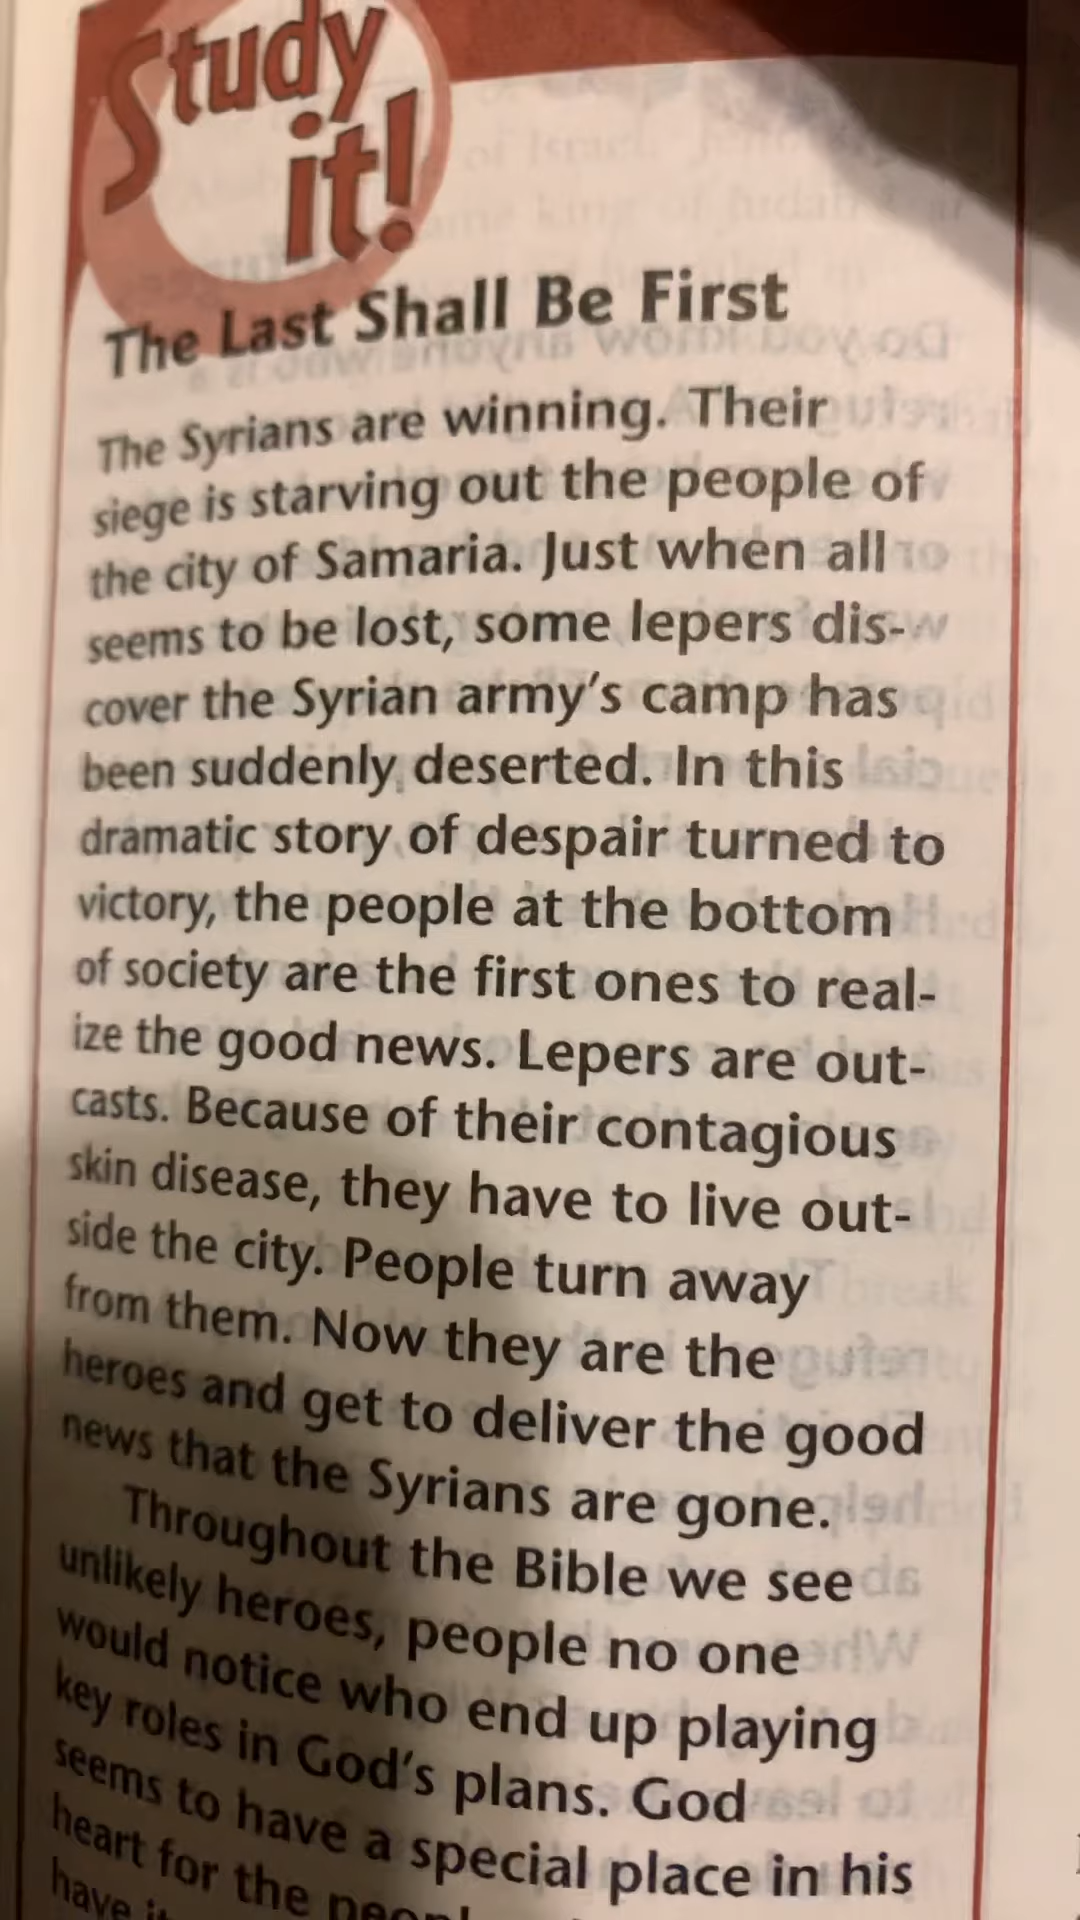 Study
it!
The Last Shall Be First
The Syrians are winning. Their
siege is starving out the people of
the city of Samaria. Just when all
seems to be lost, some lepers dis-
cover the Syrian army's camp has
been suddenly deserted. In this
dramatic story of despair turned to
victory, the people at the bottom
of society are the first ones to real-
ize the good news. Lepers are out-
casts. Because of their contagious
skin disease, they have to live out-
side the city. People turn away
from them. Now they are the
heroes and get to deliver the good
news that the Syrians are gone.
Throughout the Bible we see
unlikely heroes, people no one
would notice who end up playing
key roles in God's plans. God
seems to have a special place in his
heart for the
have